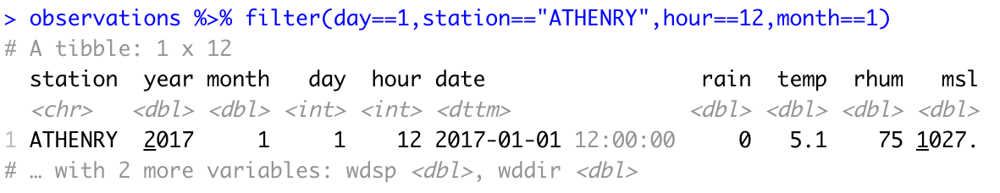 > observations %>% filter(day==1,station=="ATHENRY",hour==12,month==1)
# A tibble: 1 x 12
  station  year month   day  hour date                 rain  temp  rhum   msl
  <chr>   <dbl> <dbl> <int> <int> <dttm>              <dbl> <dbl> <dbl> <dbl>
1 ATHENRY  2017     1     1    12 2017-01-01 12:00:00     0   5.1    75 1027.
# … with 2 more variables: wdsp <dbl>, wddir <dbl>